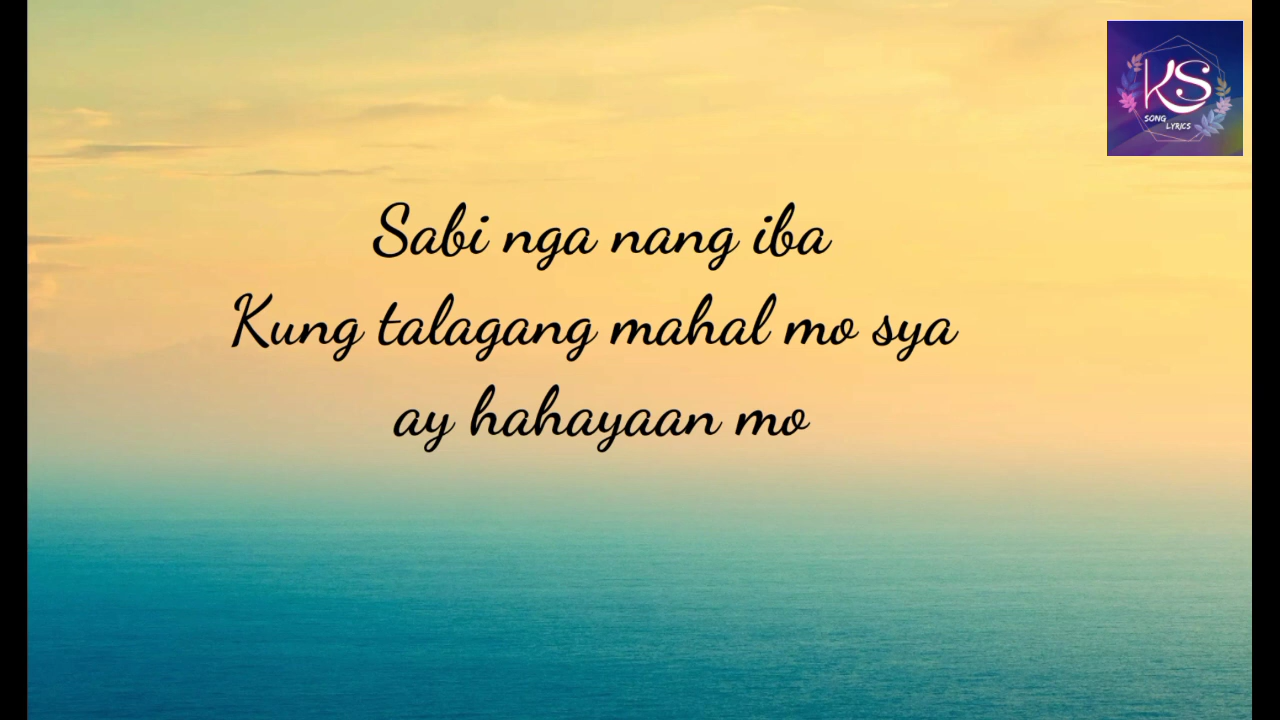 KS
SONG
LYRICS
Sabi nga nang iba
Kung talagang mahal mo sya
ay hahayaan mo